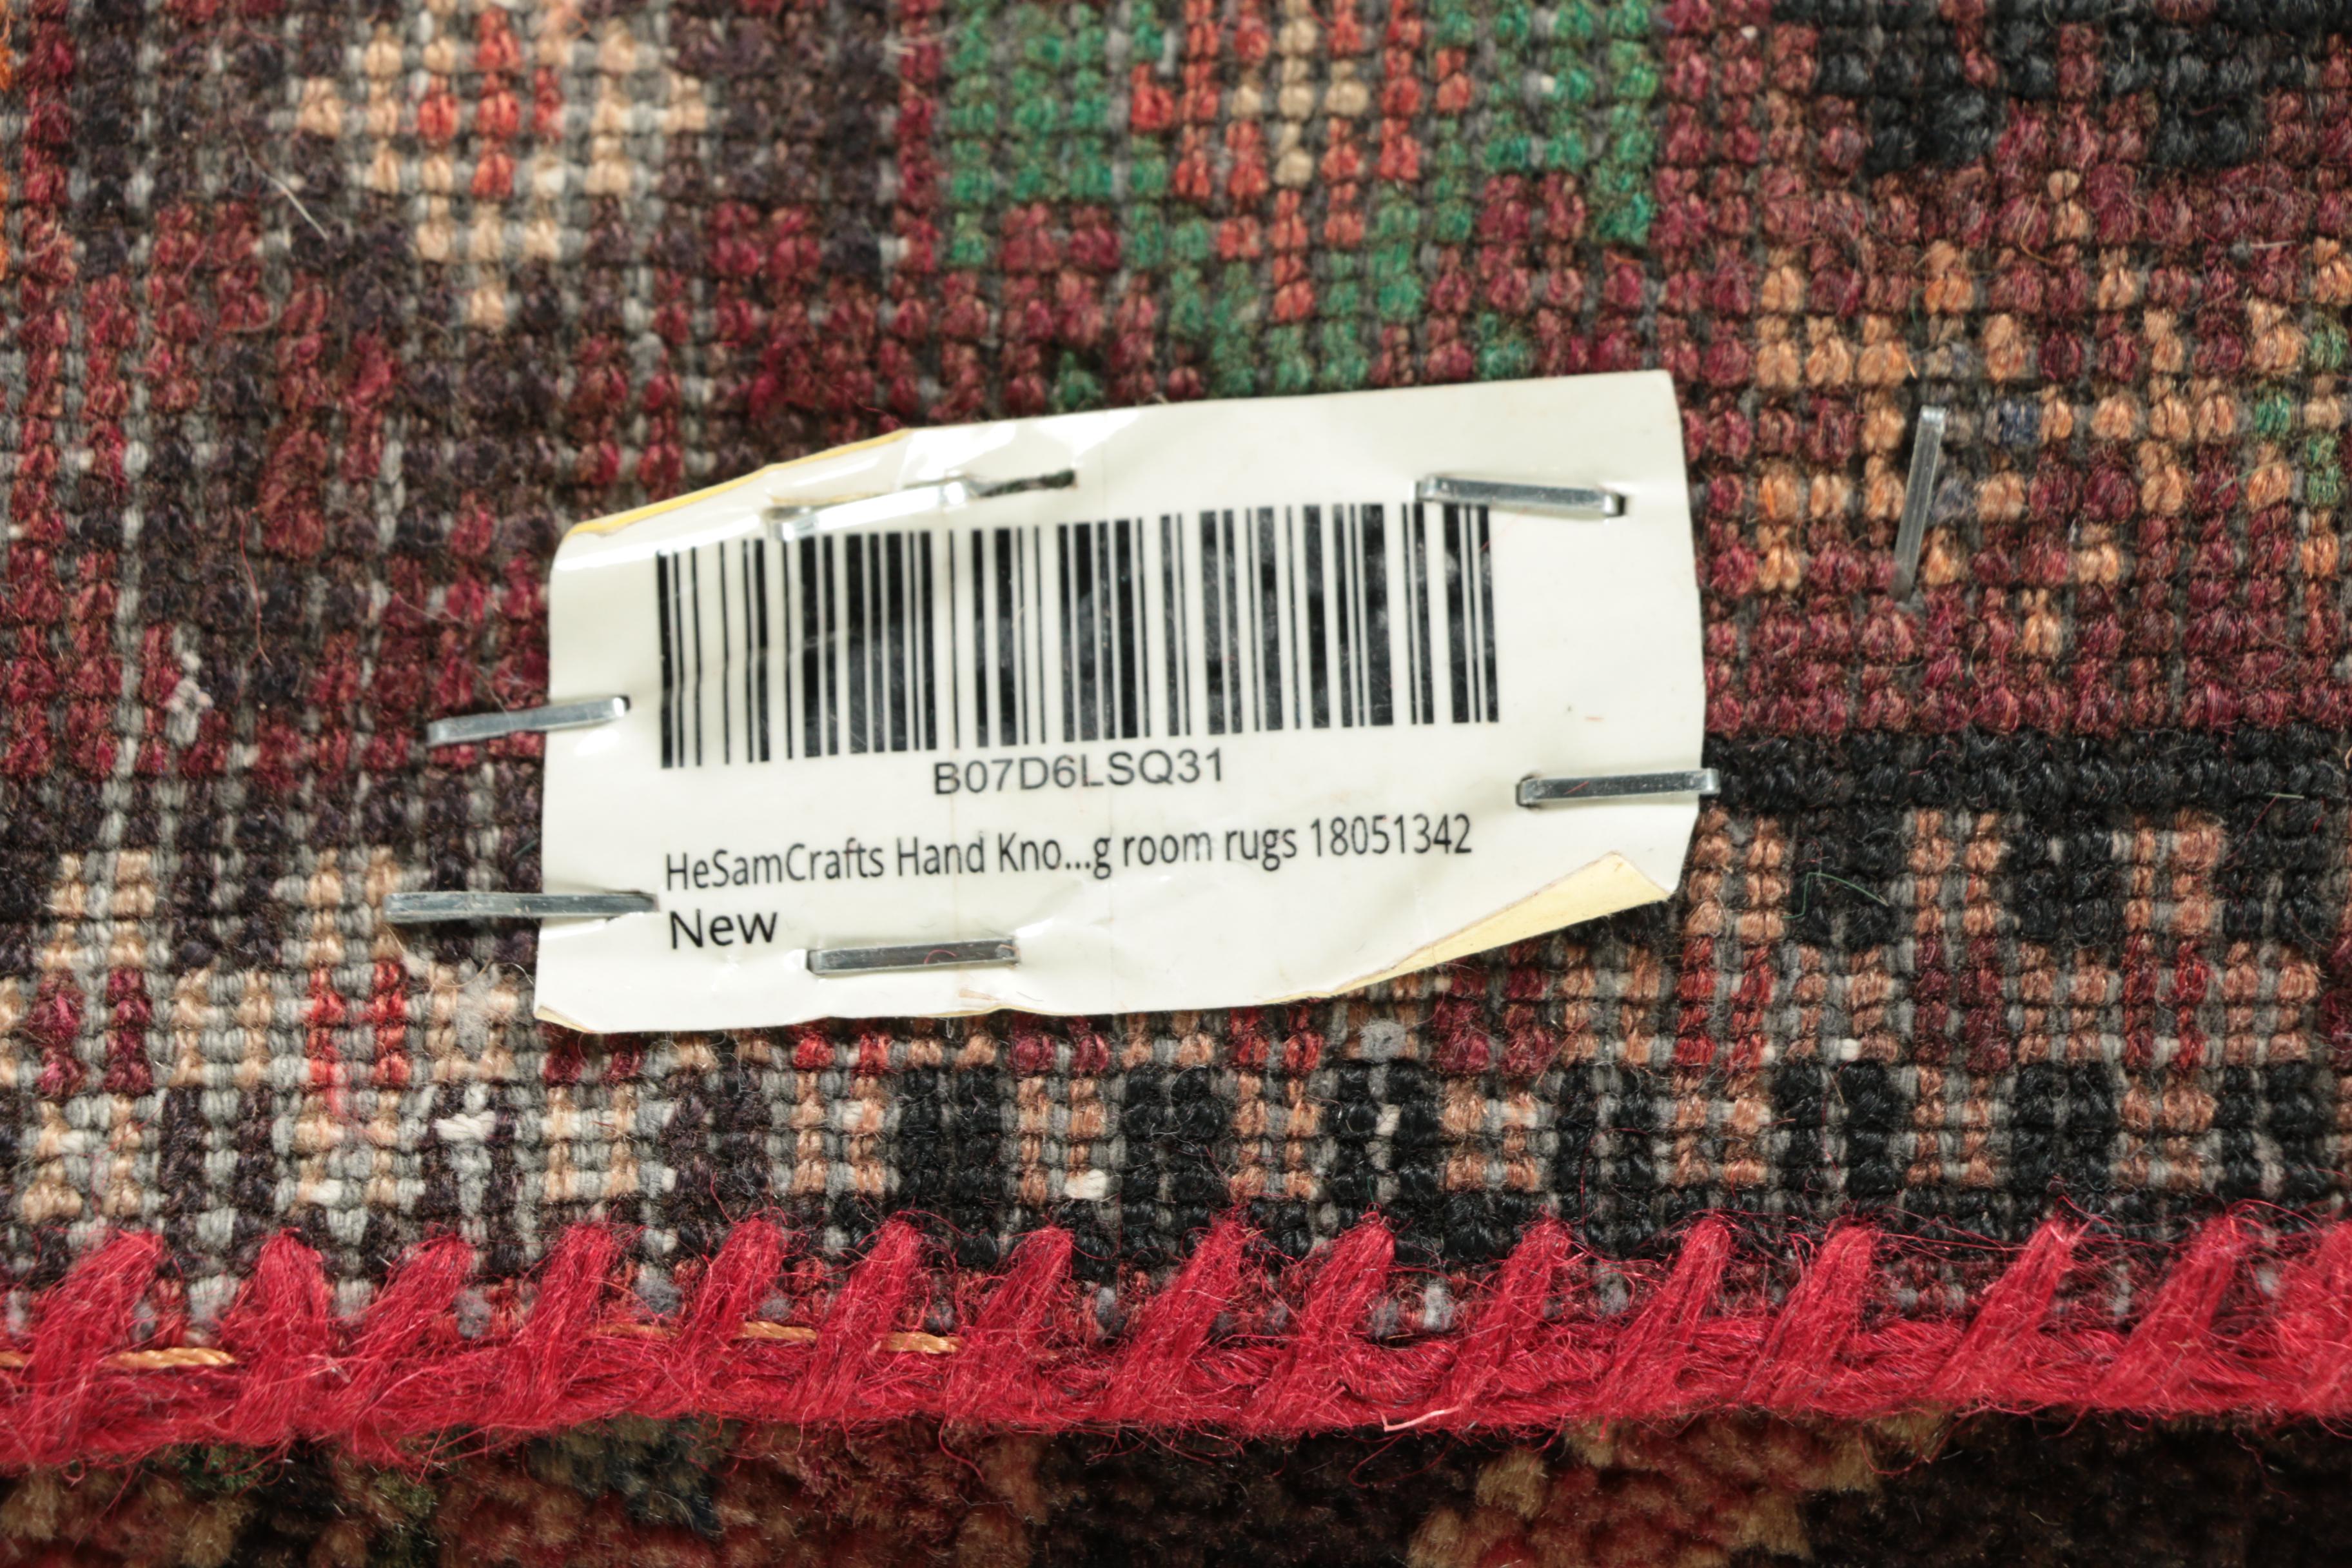 B07D6LSQ31
HeSamCrafts Hand Kno...g room rugs 18051342
New